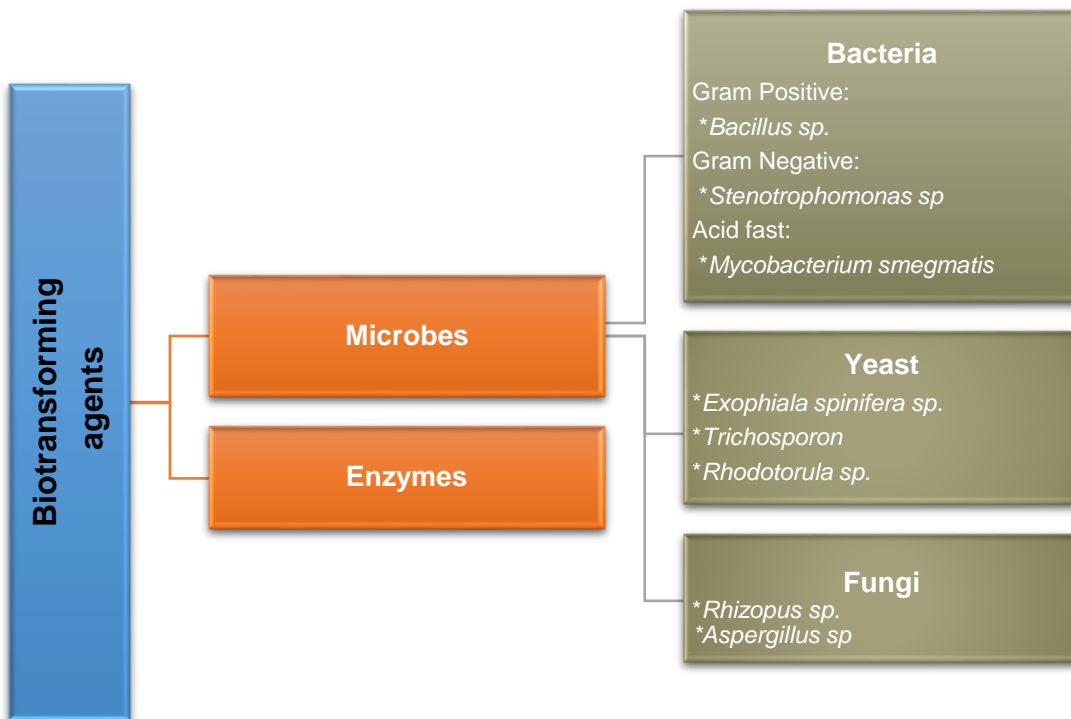 Biotransforming
agents
Microbes
Enzymes
Bacteria
Gram Positive:
*Bacillus sp.
Gram Negative:
*Stenotrophomonas sp
Acid fast:
*Mycobacterium smegmatis
Yeast
*Exophiala spinifera sp.
*Trichosporon
*Rhodotorula sp.
Fungi
*Rhizopus sp.
*Aspergillus sp